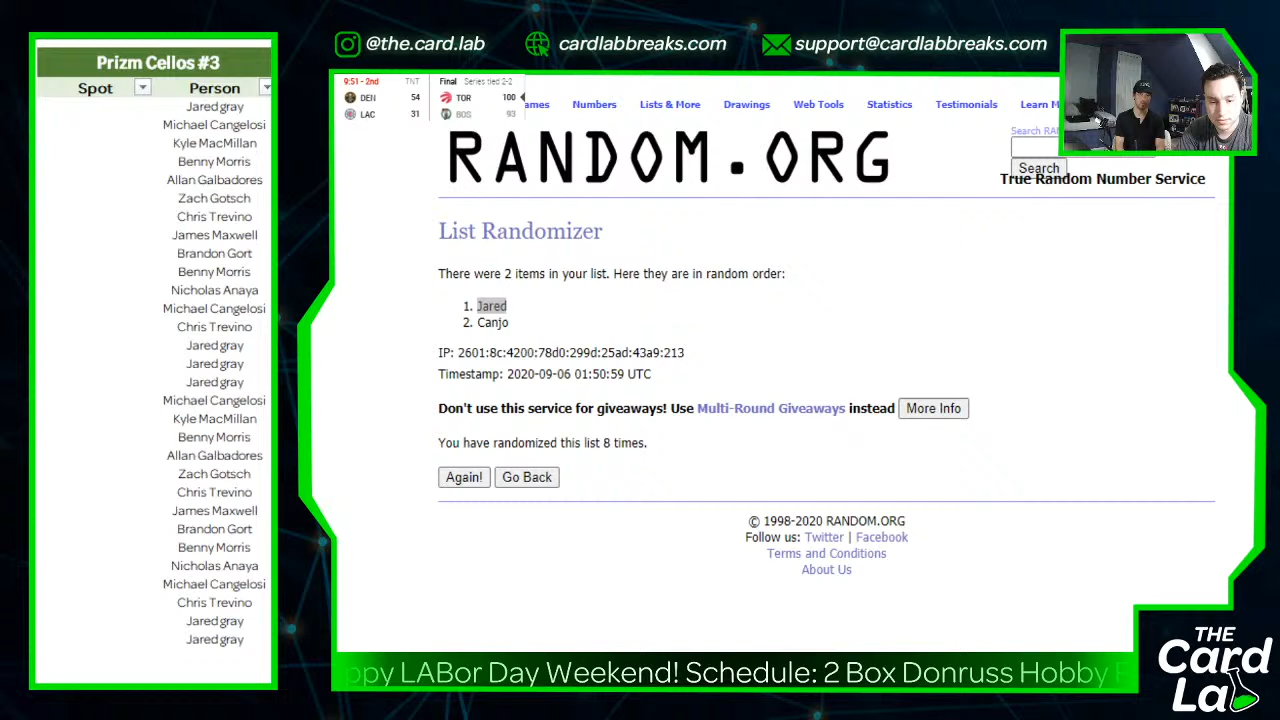 @the.card.lab
cardlabbreaks.com
support@cardlabbreaks.com
Prizm Cellos #3
Spot Person
Jared gray
Michael Cangelosi
Kyle MacMillan
Benny Morris
Allan Galbadores
Zach Gotsch
Chris Trevino
James Maxwell
Brandon Gort
Benny Morris
Nicholas Anaya
Michael Cangelosi
Chris Trevino
Jared gray
Jared gray
Jared gray
Michael Cangelosi
Kyle MacMillan
Benny Morris
Allan Galbadores
Zach Gotsch
Chris Trevino
James Maxwell
Brandon Gort
Benny Morris
Nicholas Anaya
Michael Cangelosi
Chris Trevino
Jared gray
Jared gray
9:51 - 2nd TNT
DEN 54
LAC 31
Final Series tied 2-2
TOR 100
BOS 93
ames Numbers Lists & More Drawings Web Tools Statistics Testimonials Learn M
RANDOM.ORG
Search RAN
Search
True Random Number Service
List Randomizer
There were 2 items in your list. Here they are in random order:
1. Jared
2. Canjo
IP: 2601:8c:4200:78d0:299d:25ad:43a9:213
Timestamp: 2020-09-06 01:50:59 UTC
Don't use this service for giveaways! Use Multi-Round Giveaways instead More Info
You have randomized this list 8 times.
Again! Go Back
© 1998-2020 RANDOM.ORG
Follow us: Twitter | Facebook
Terms and Conditions
About Us
ppy LABor Day Weekend! Schedule: 2 Box Donruss Hobby
THE
Card
La